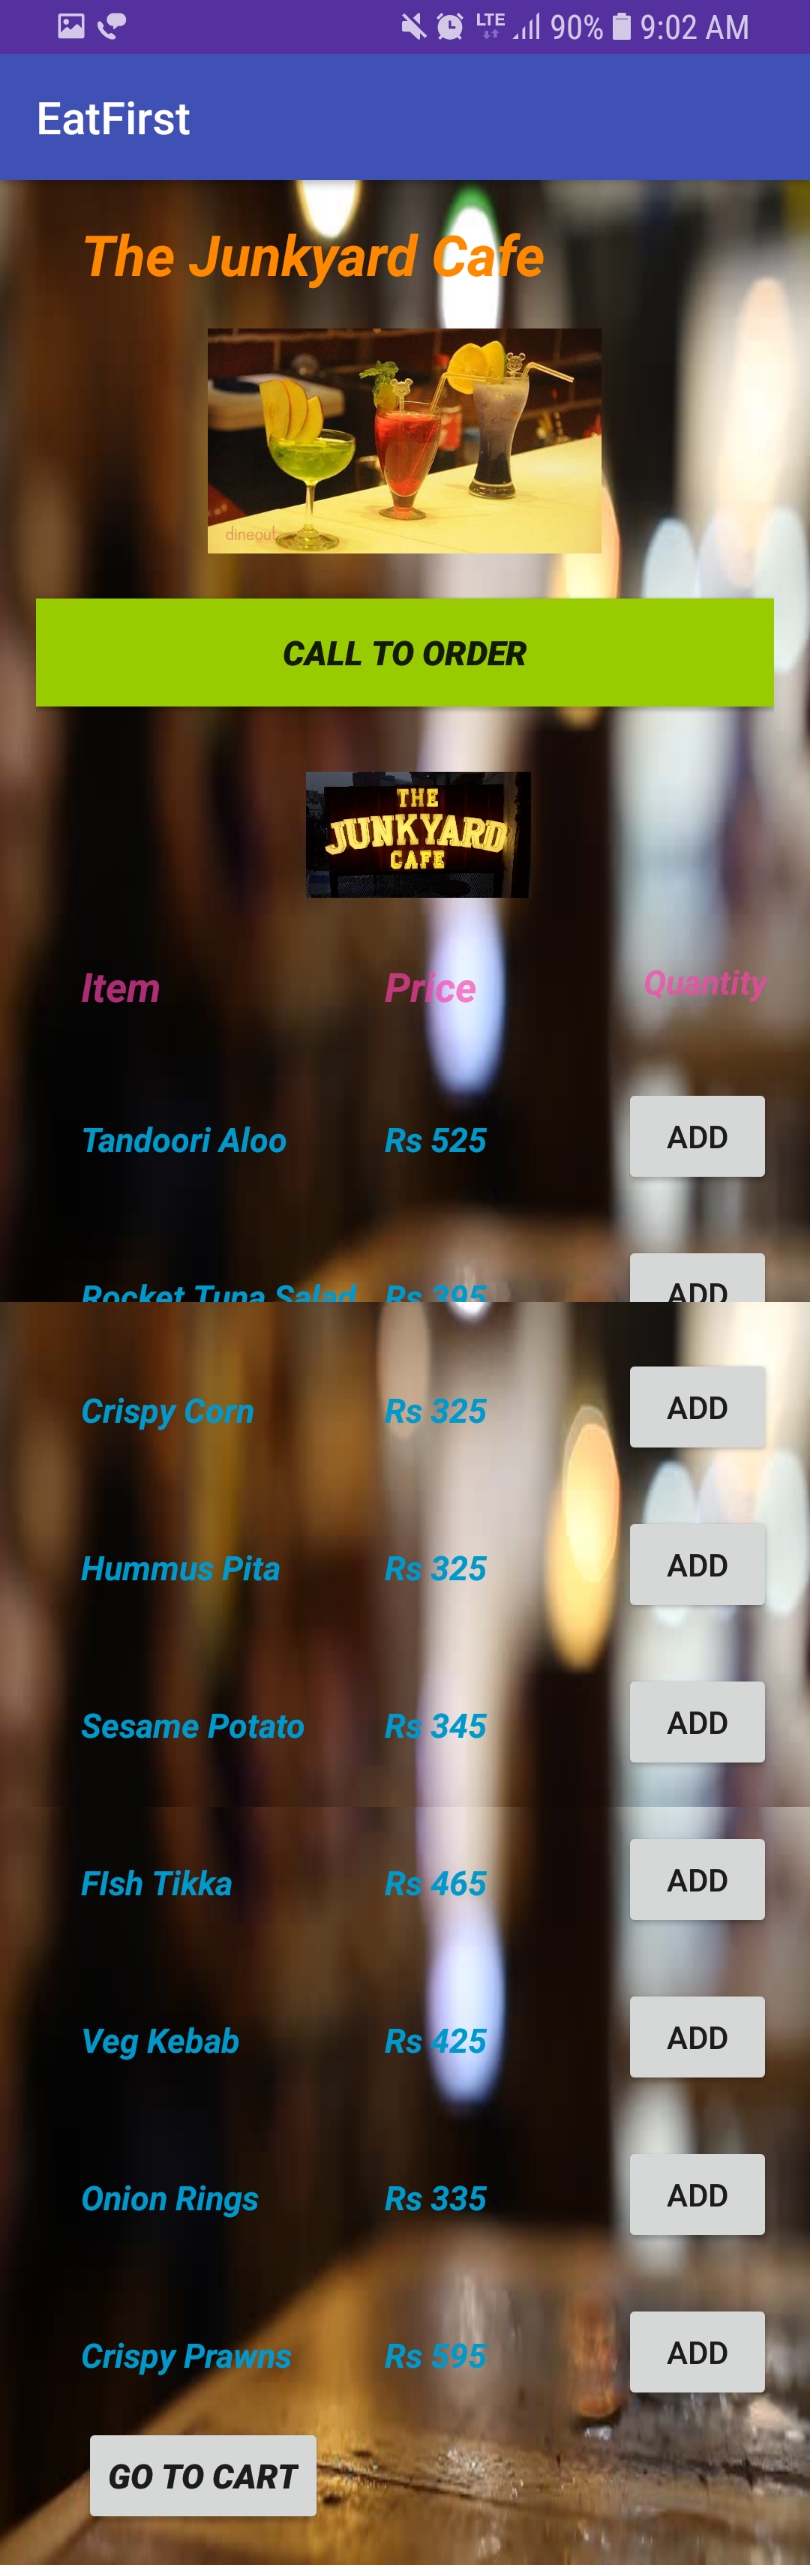 LTE 90% 9:02 AM
EatFirst
The Junkyard Cafe
dineout
CALL TO ORDER
THE
JUNKYARD
CAFE
Item Price Quantity
Tandoori Aloo Rs 525 ADD
Rocket Tuna Salad Rs 395 ADD
Crispy Corn Rs 325 ADD
Hummus Pita Rs 325 ADD
Sesame Potato Rs 345 ADD
FIsh Tikka Rs 465 ADD
Veg Kebab Rs 425 ADD
Onion Rings Rs 335 ADD
Crispy Prawns Rs 595 ADD
GO TO CART